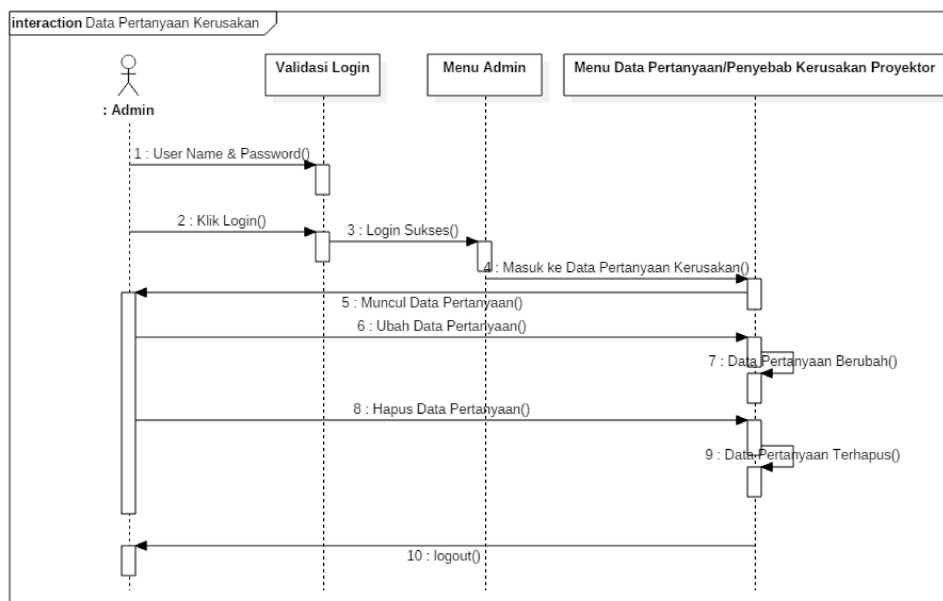 interaction Data Pertanyaan Kerusakan
Validasi Login
Menu Admin
Menu Data Pertanyaan/Penyebab Kerusakan Proyektor
: Admin
1 : User Name & Password()
2 : Klik Login()
3 : Login Sukses()
4 : Masuk ke Data Pertanyaan Kerusakan()
5 : Muncul Data Pertanyaan()
6 : Ubah Data Pertanyaan()
7 : Data Pertanyaan Berubah()
8 : Hapus Data Pertanyaan()
9 : Data Pertanyaan Terhapus()
10 : logout()